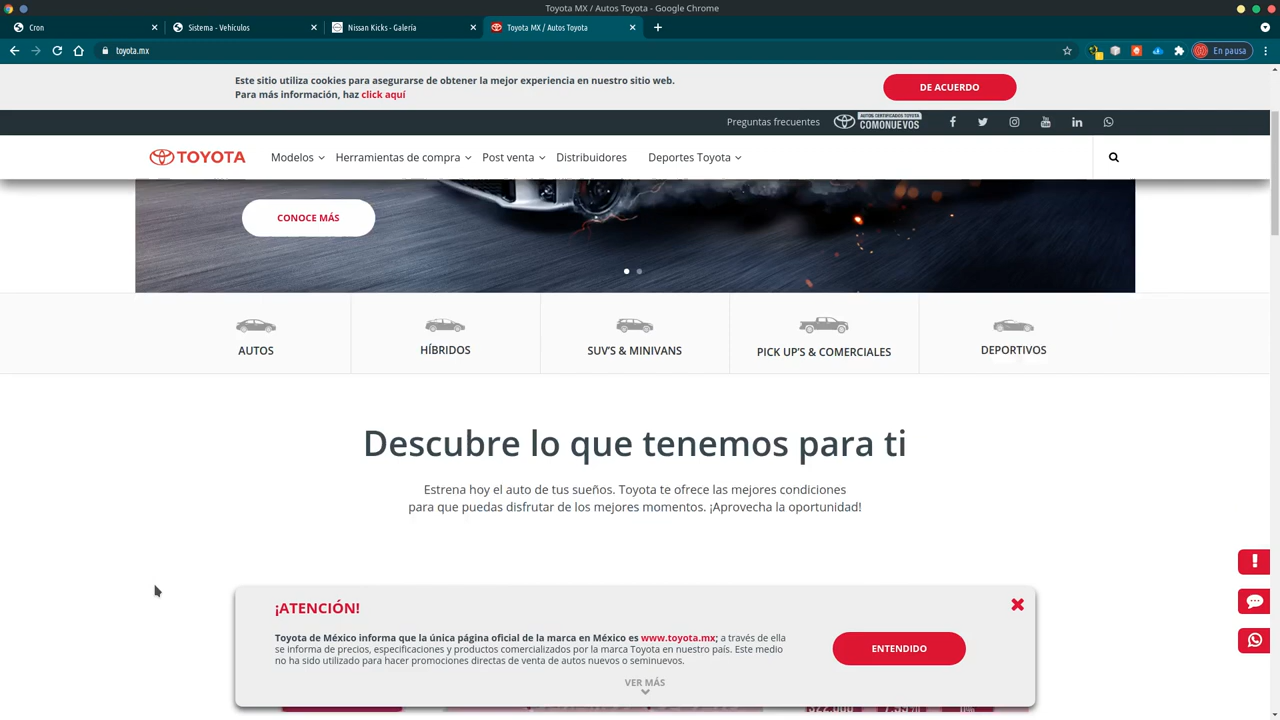 Toyota MX / Autos Toyota - Google Chrome
Cron
Sistema - Vehículos
Nissan Kicks - Galería
Toyota MX / Autos Toyota
toyota.mx
En pausa
Este sitio utiliza cookies para asegurarse de obtener la mejor experiencia en nuestro sitio web.
Para más información, haz click aquí
DE ACUERDO
Preguntas frecuentes
AUTOS CERTIFICADOS TOYOTA
COMONUEVOS
TOYOTA
Modelos
Herramientas de compra
Post venta
Distribuidores
Deportes Toyota
CONOCE MÁS
AUTOS
HÍBRIDOS
SUV'S & MINIVANS
PICK UP'S & COMERCIALES
DEPORTIVOS
Descubre lo que tenemos para ti
Estrena hoy el auto de tus sueños. Toyota te ofrece las mejores condiciones
para que puedas disfrutar de los mejores momentos. ¡Aprovecha la oportunidad!
¡ATENCIÓN!
Toyota de México informa que la única página oficial de la marca en México es www.toyota.mx; a través de ella
se informa de precios, especificaciones y productos comercializados por la marca Toyota en nuestro país. Este medio
no ha sido utilizado para hacer promociones directas de venta de autos nuevos o seminuevos.
ENTENDIDO
VER MÁS